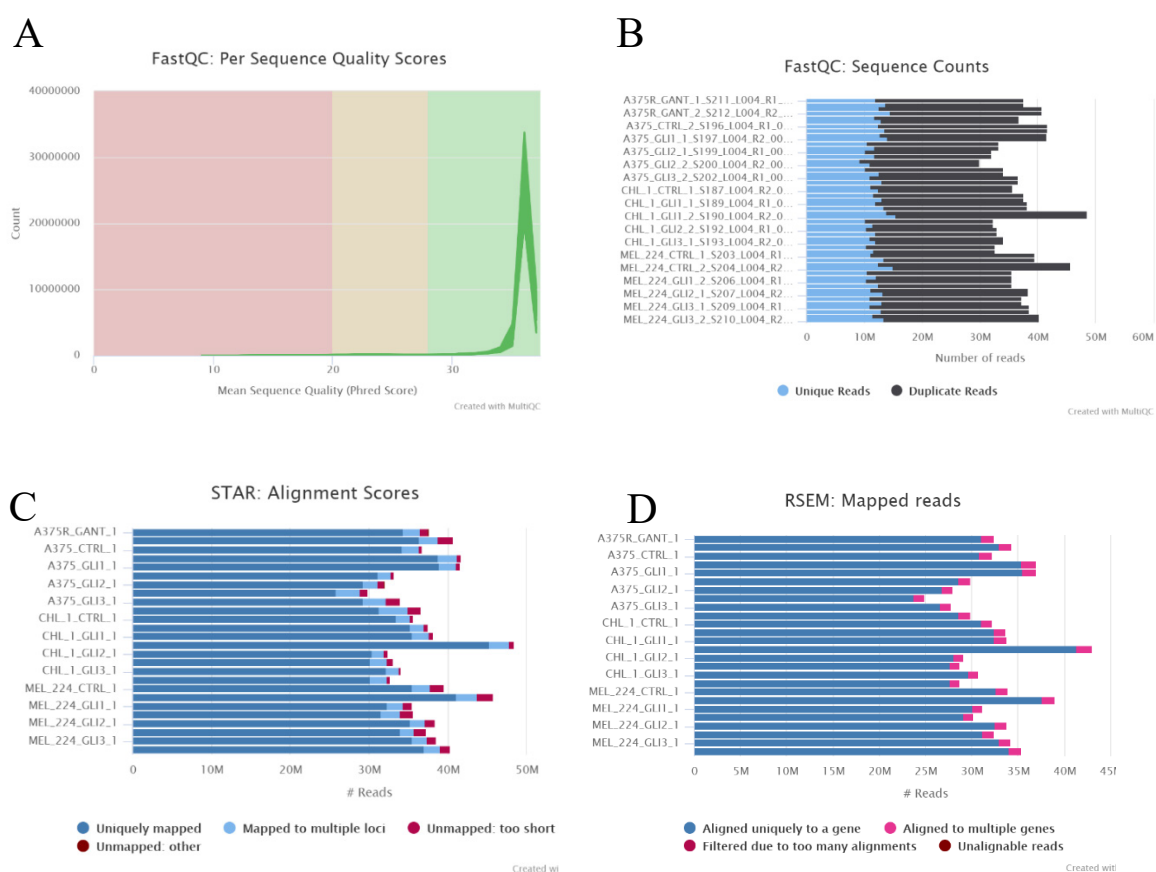 A
FastQC: Per Sequence Quality Scores
40000000
30000000
20000000
10000000
0
Count
0
10
20
30
Mean Sequence Quality (Phred Score)
Created with MultiQC
B
FastQC: Sequence Counts
A375R_GANT_1_S211_L004_R1_...
A375R_GANT_2_S212_L004_R2_...
A375_CTRL_2_S196_L004_R1_0...
A375_GLI1_1_S197_L004_R2_00...
A375_GLI2_1_S199_L004_R1_00...
A375_GLI2_2_S200_L004_R2_0...
A375_GLI3_2_S202_L004_R1_00...
CHL_1_CTRL_1_S187_L004_R2_0...
CHL_1_GLI1_1_S189_L004_R1_0...
CHL_1_GLI1_2_S190_L004_R2_0...
CHL_1_GLI2_2_S192_L004_R1_0...
CHL_1_GLI3_1_S193_L004_R2_0...
MEL_224_CTRL_1_S203_L004_R1...
MEL_224_CTRL_2_S204_L004_R2...
MEL_224_GLI1_2_S206_L004_R1...
MEL_224_GLI2_1_S207_L004_R2...
MEL_224_GLI3_1_S209_L004_R1...
MEL_224_GLI3_2_S210_L004_R2...
0 10M 20M 30M 40M 50M 60M
Number of reads
Unique Reads Duplicate Reads
Created with MultiQC
C
STAR: Alignment Scores
A375R_GANT_1
A375_CTRL_1
A375_GLI1_1
A375_GLI2_1
A375_GLI3_1
CHL_1_CTRL_1
CHL_1_GLI1_1
CHL_1_GLI2_1
CHL_1_GLI3_1
MEL_224_CTRL_1
MEL_224_GLI1_1
MEL_224_GLI2_1
MEL_224_GLI3_1
0 10M 20M 30M 40M 50M
# Reads
Uniquely mapped Mapped to multiple loci Unmapped: too short
Unmapped: other
Created wi
D
RSEM: Mapped reads
A375R_GANT_1
A375_CTRL_1
A375_GLI1_1
A375_GLI2_1
A375_GLI3_1
CHL_1_CTRL_1
CHL_1_GLI1_1
CHL_1_GLI2_1
CHL_1_GLI3_1
MEL_224_CTRL_1
MEL_224_GLI1_1
MEL_224_GLI2_1
MEL_224_GLI3_1
0 5M 10M 15M 20M 25M 30M 35M 40M 45
# Reads
Aligned uniquely to a gene Aligned to multiple genes
Filtered due to too many alignments Unalignable reads
Created wit